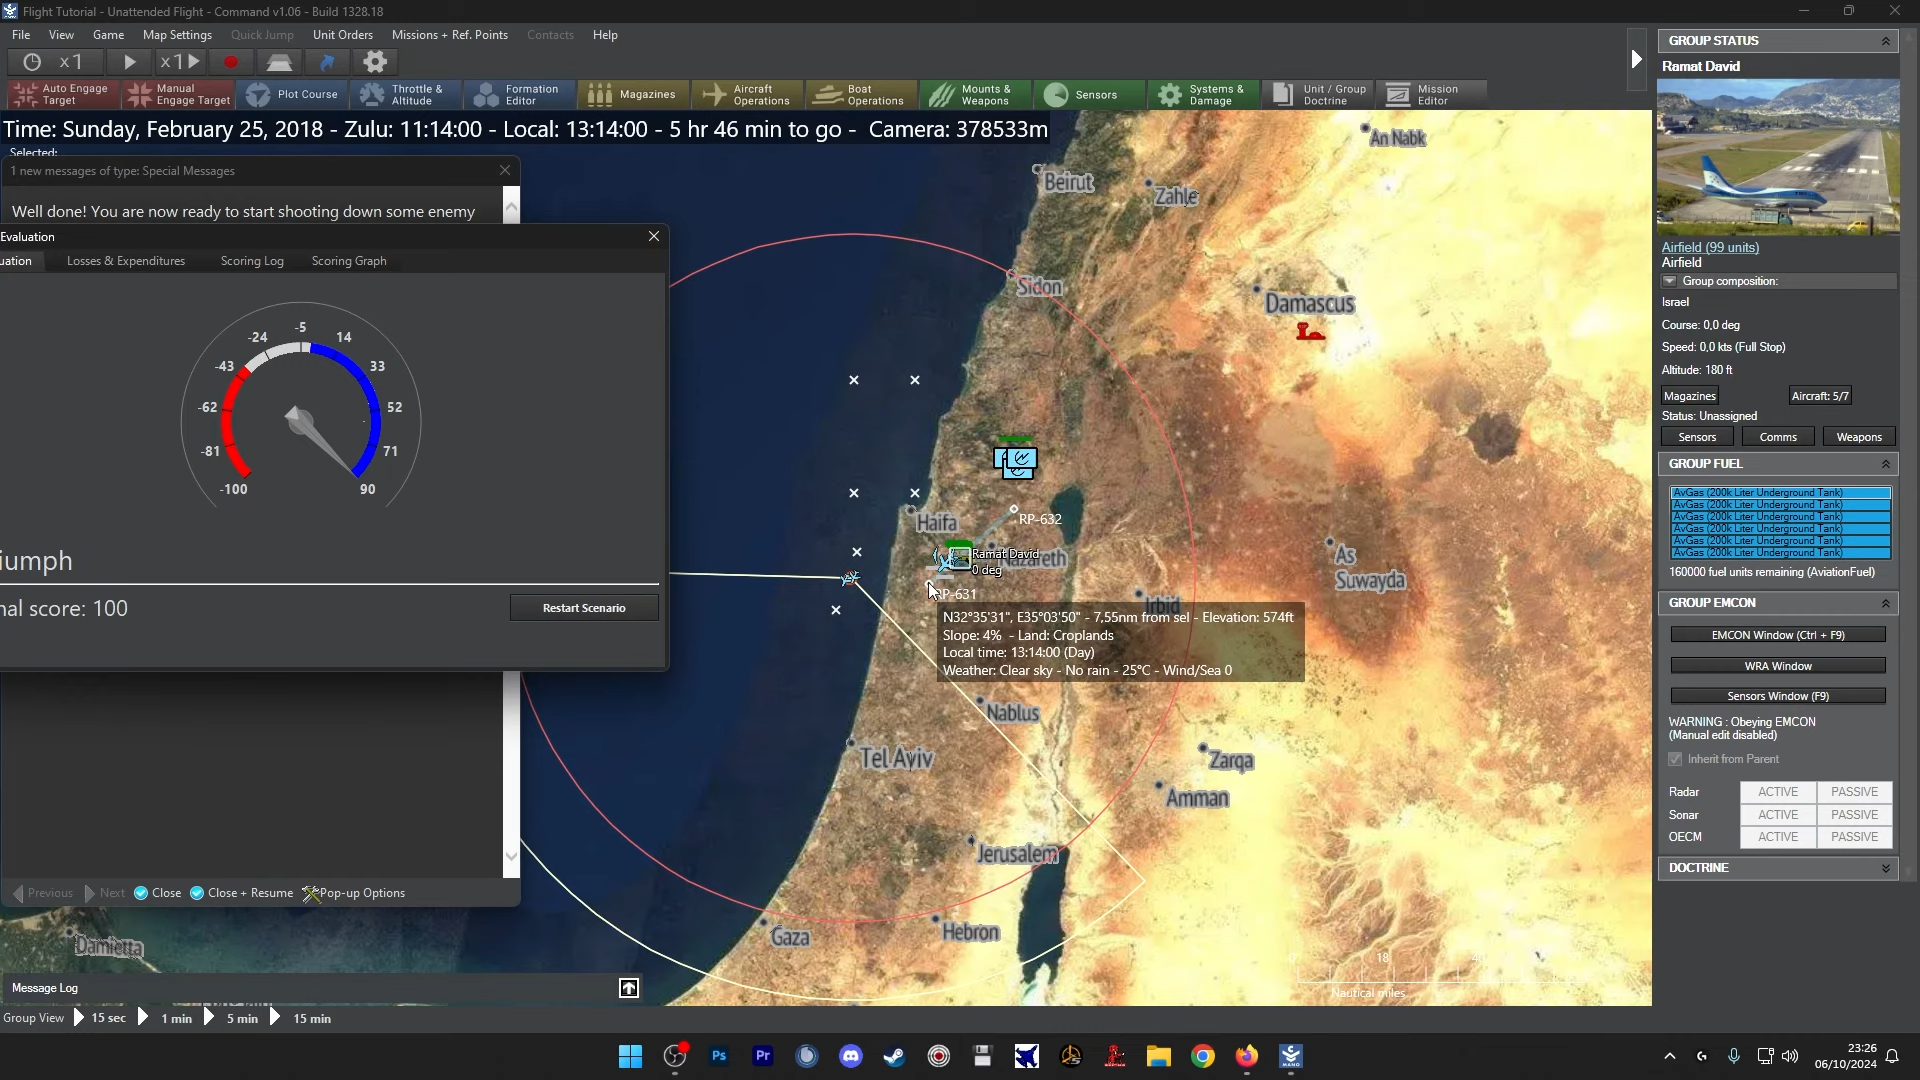 Flight Tutorial - Unattended Flight - Command v1.06 - Build 1328.18
File View Game Map Settings Quick Jump Unit Orders Missions + Ref. Points Contacts Help
x1 x1
Auto Engage Target
Manual Engage Target
Plot Course
Throttle & Altitude
Formation Editor
Magazines
Aircraft Operations
Boat Operations
Mounts & Weapons
Sensors
Systems & Damage
Unit / Group Doctrine
Mission Editor
Time: Sunday, February 25, 2018 - Zulu: 11:14:00 - Local: 13:14:00 - 5 hr 46 min to go - Camera: 378533m
Selected:
1 new messages of type: Special Messages
Well done! You are now ready to start shooting down some enemy
Evaluation
uation Losses & Expenditures Scoring Log Scoring Graph
-5
-24 14
-43 33
-62 52
-81 71
-100 90
iumph
nal score: 100
Restart Scenario
Previous Next Close Close + Resume Pop-up Options
An Nabk
Beirut
Zahle
Sidon
Damascus
Haifa
RP-632
Ramat David
0 deg
Nazareth
RP-631
As Suwayda
Irbid
N32°35'31", E35°03'50" - 7,55nm from sel - Elevation: 574ft
Slope: 4% - Land: Croplands
Local time: 13:14:00 (Day)
Weather: Clear sky - No rain - 25°C - Wind/Sea 0
Nablus
Tel Aviv
Zarqa
Amman
Jerusalem
Hebron
Gaza
Damietta
0 18
Nautical miles
Message Log
Group View 15 sec 1 min 5 min 15 min
GROUP STATUS
Ramat David
Airfield (99 units)
Airfield
Group composition:
Israel
Course: 0,0 deg
Speed: 0,0 kts (Full Stop)
Altitude: 180 ft
Magazines Aircraft: 5/7
Status: Unassigned
Sensors Comms Weapons
GROUP FUEL
AvGas (200k Liter Underground Tank)
AvGas (200k Liter Underground Tank)
AvGas (200k Liter Underground Tank)
AvGas (200k Liter Underground Tank)
AvGas (200k Liter Underground Tank)
AvGas (200k Liter Underground Tank)
160000 fuel units remaining (AviationFuel)
GROUP EMCON
EMCON Window (Ctrl + F9)
WRA Window
Sensors Window (F9)
WARNING : Obeying EMCON
(Manual edit disabled)
Inherit from Parent
Radar ACTIVE PASSIVE
Sonar ACTIVE PASSIVE
OECM ACTIVE PASSIVE
DOCTRINE
Ps Pr
23:26
06/10/2024